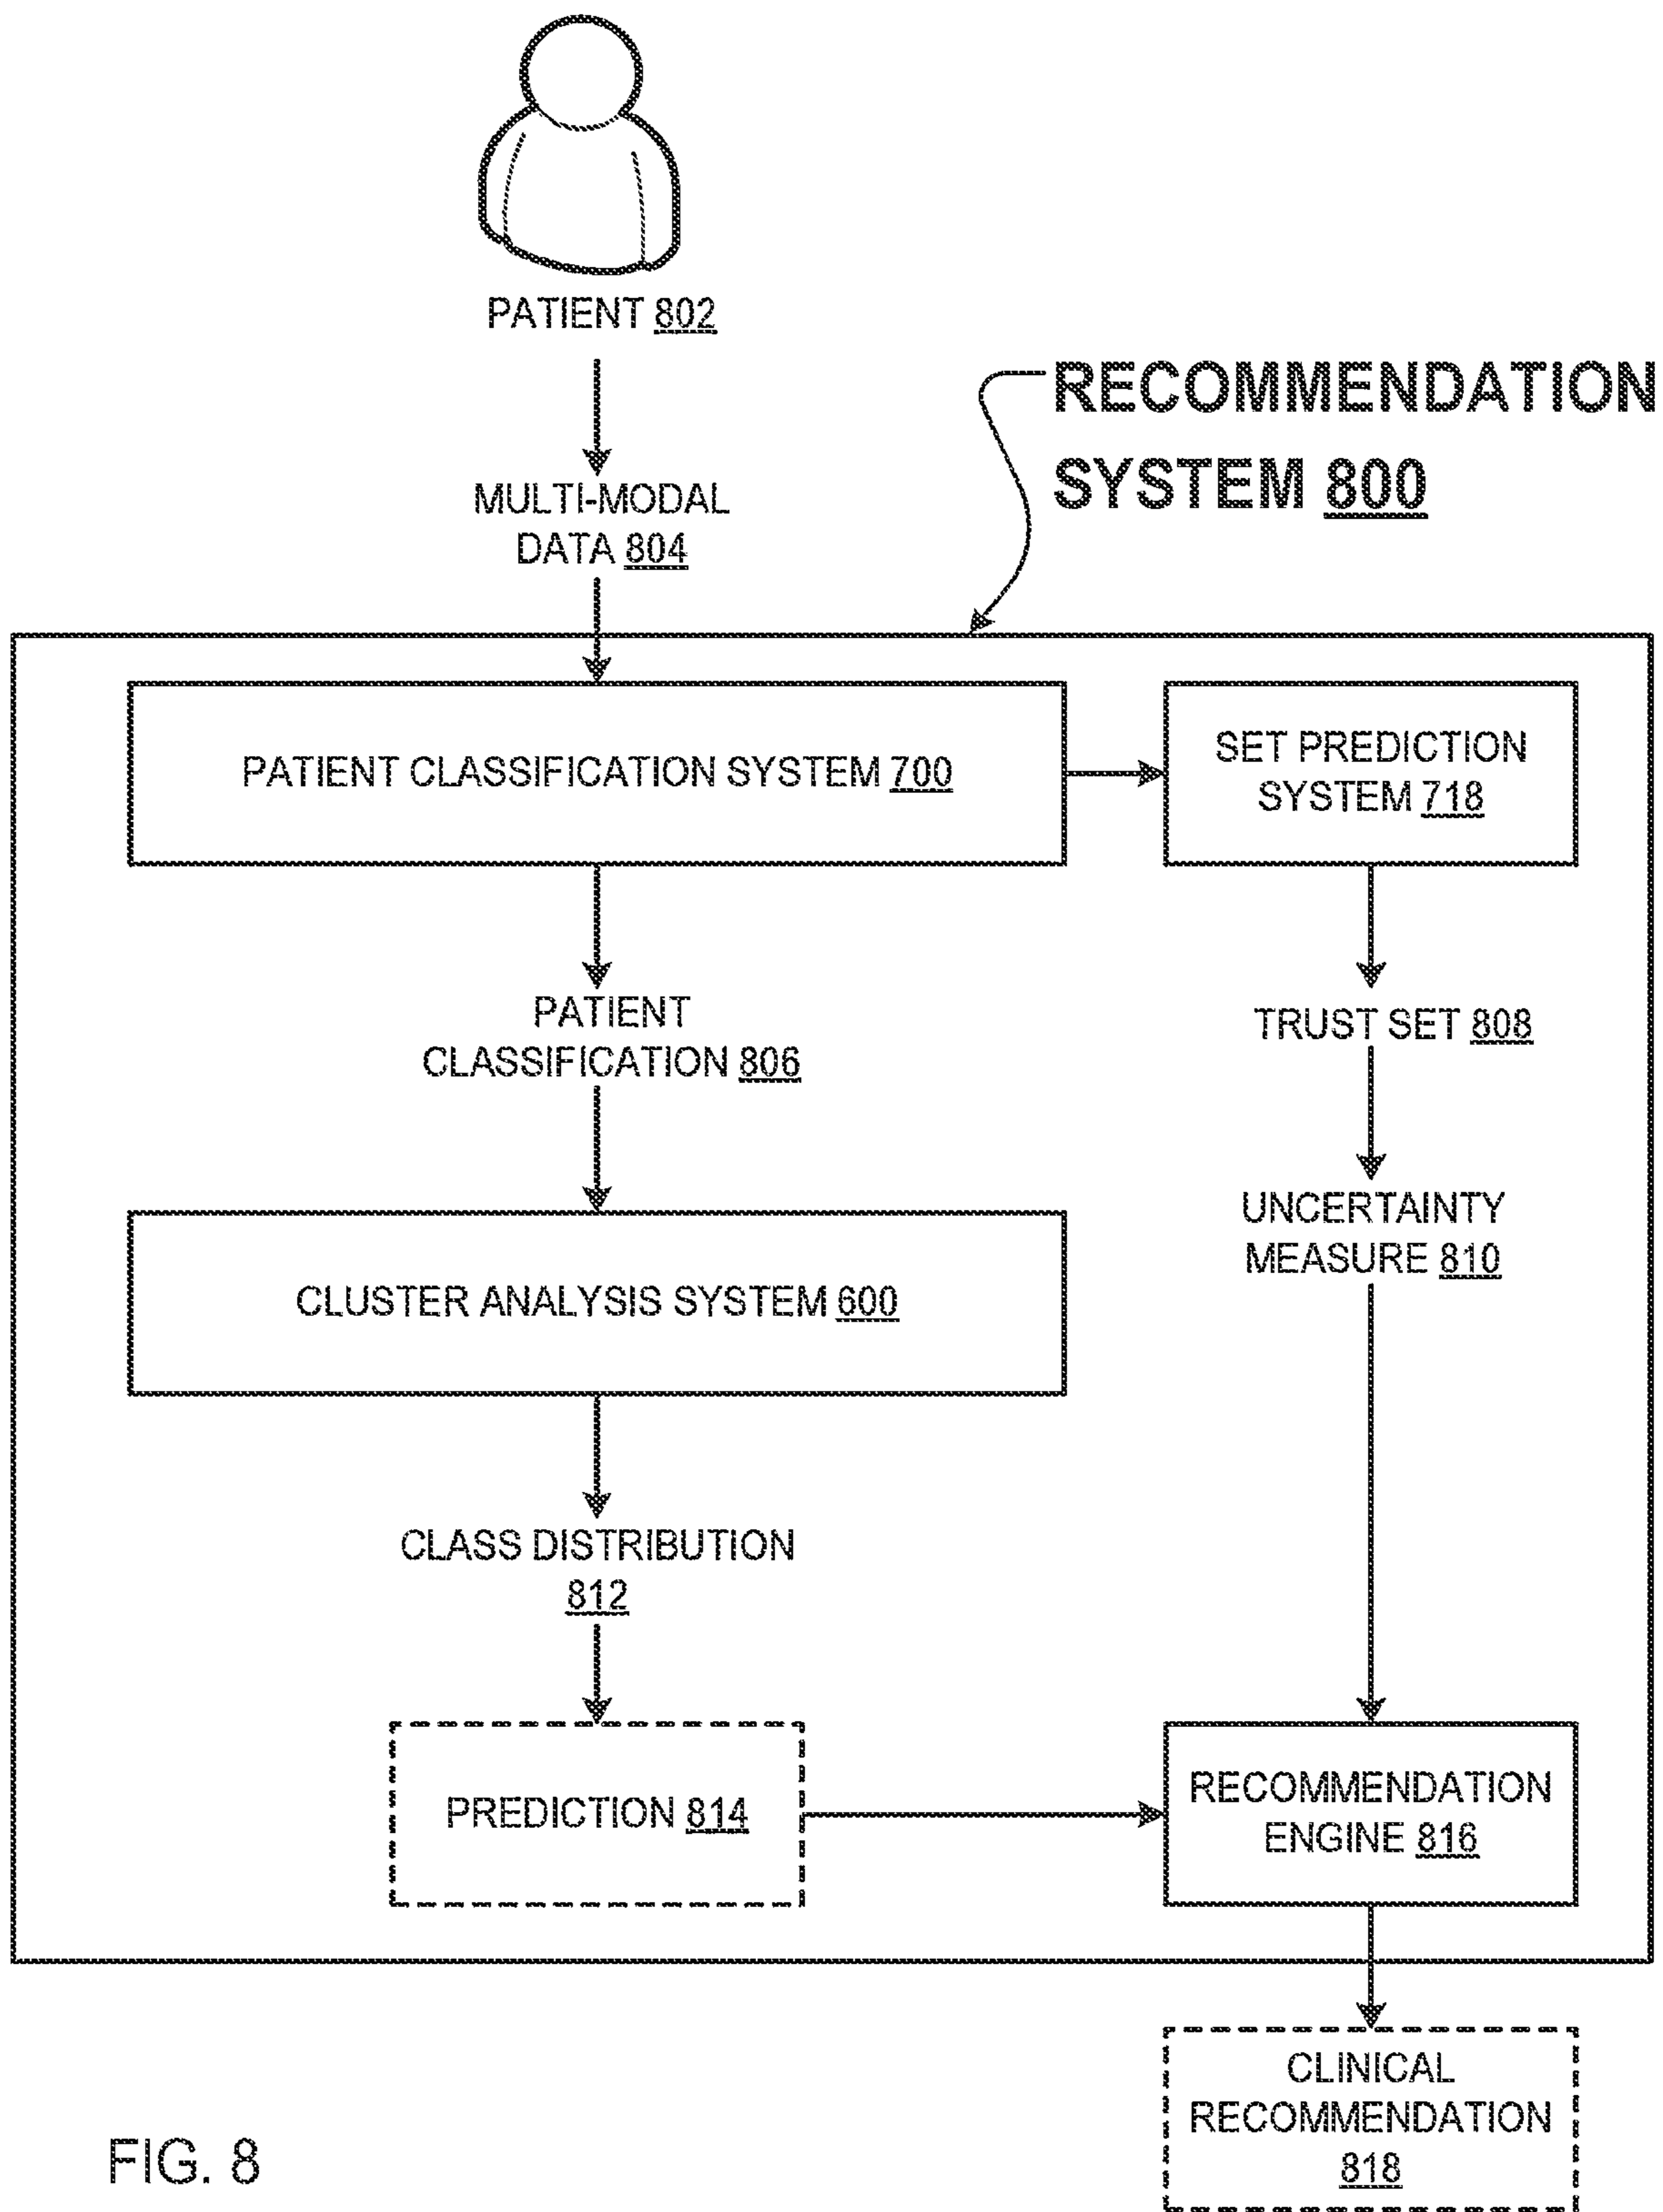 PATIENT 802
RECOMMENDATION
SYSTEM 800
MULTI-MODAL
DATA 804
PATIENT CLASSIFICATION SYSTEM 700
SET PREDICTION
SYSTEM 718
PATIENT
CLASSIFICATION 806
TRUST SET 808
UNCERTAINTY
MEASURE 810
CLUSTER ANALYSIS SYSTEM 600
CLASS DISTRIBUTION
812
PREDICTION 814
RECOMMENDATION
ENGINE 816
CLINICAL
RECOMMENDATION
818
FIG. 8